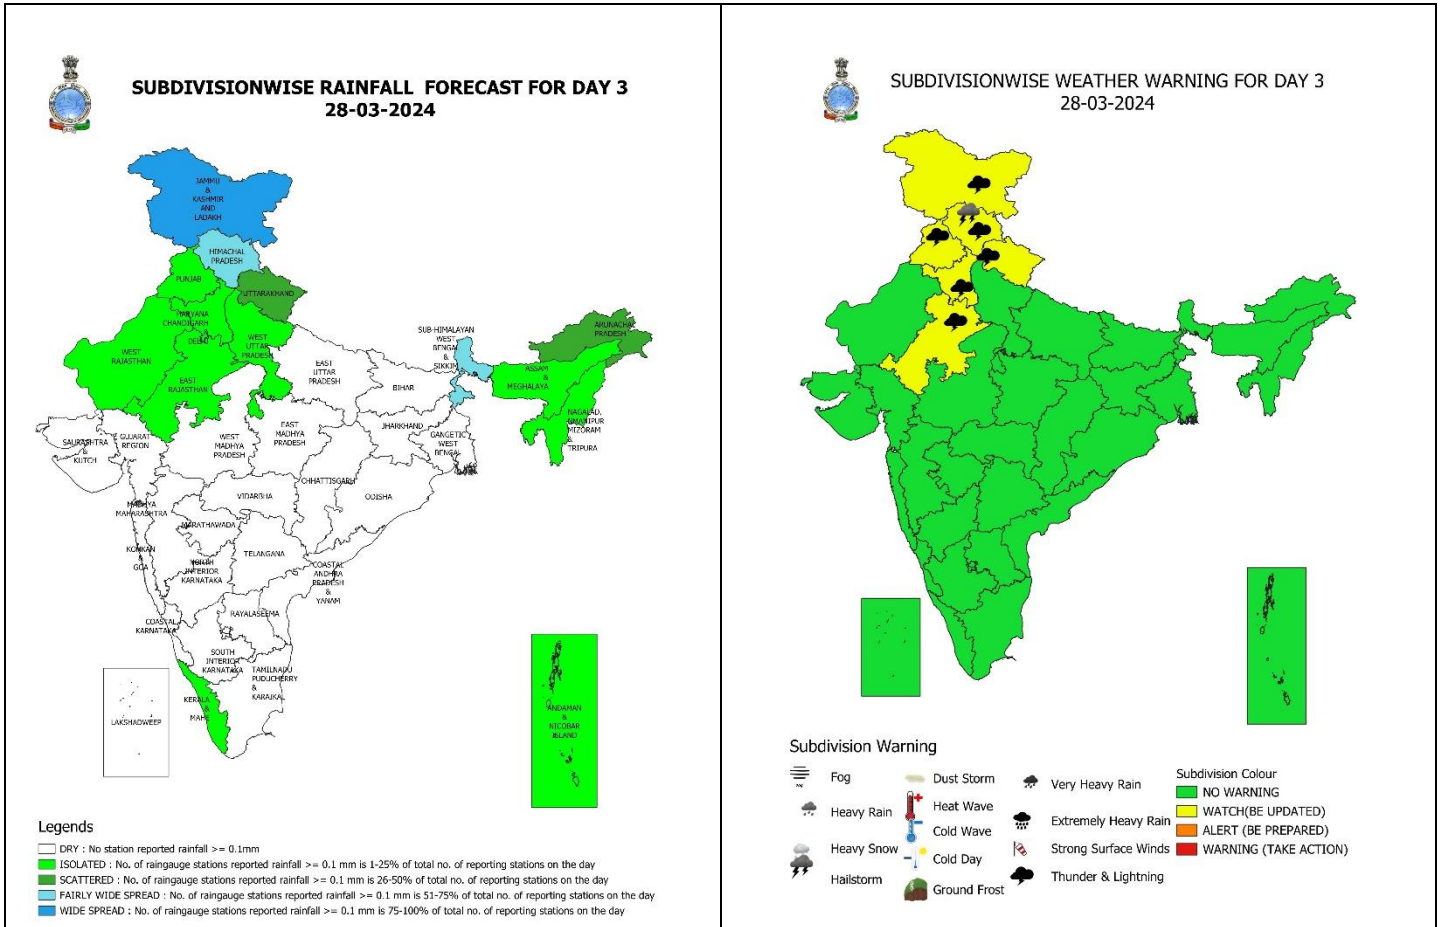 SUBDIVISIONWISE RAINFALL FORECAST FOR DAY 3
28-03-2024
JAMMU
&
KASHMIR
AND
LADAKH
HIMACHAL
PRADESH
PUNJAB
UTTARAKHAND
HARYANA
CHANDIGARH
&
DELHI
WEST
UTTAR
PRADESH
WEST
RAJASTHAN
EAST
RAJASTHAN
EAST
UTTAR
PRADESH
SUB-HIMALAYAN
WEST
BENGAL
&
SIKKIM
ARUNACHAL
PRADESH
ASSAM
&
MEGHALAYA
NAGALAD,
MANIPUR
MIZORAM
&
TRIPURA
BIHAR
JHARKHAND
GANGETIC
WEST
BENGAL
SAURASHTRA
&
KUTCH
GUJARAT
REGION
WEST
MADHYA
PRADESH
EAST
MADHYA
PRADESH
CHHATTISGARH
ODISHA
VIDARBHA
MADHYA
MAHARASHTRA
MARATHAWADA
KONKAN
&
GOA
TELANGANA
NORTH
INTERIOR
KARNATAKA
COASTAL
ANDHRA
PRADESH
&
YANAM
RAYALASEEMA
COASTAL
KARNATAKA
SOUTH
INTERIOR
KARNATAKA
TAMILNADU
PUDUCHERRY
&
KARAIKAL
KERALA
&
MAHE
LAKSHADWEEP
ANDAMAN
&
NICOBAR
ISLAND
Legends
DRY : No station reported rainfall >= 0.1mm
ISOLATED : No. of raingauge stations reported rainfall >= 0.1 mm is 1-25% of total no. of reporting stations on the day
SCATTERED : No. of raingauge stations reported rainfall >= 0.1 mm is 26-50% of total no. of reporting stations on the day
FAIRLY WIDE SPREAD : No. of raingauge stations reported rainfall >= 0.1 mm is 51-75% of total no. of reporting stations on the day
WIDE SPREAD : No. of raingauge stations reported rainfall >= 0.1 mm is 75-100% of total no. of reporting stations on the day
SUBDIVISIONWISE WEATHER WARNING FOR DAY 3
28-03-2024
Subdivision Warning
Fog
Heavy Rain
Heavy Snow
Hailstorm
Dust Storm
Heat Wave
Cold Wave
Cold Day
Ground Frost
Very Heavy Rain
Extremely Heavy Rain
Strong Surface Winds
Thunder & Lightning
Subdivision Colour
NO WARNING
WATCH(BE UPDATED)
ALERT (BE PREPARED)
WARNING (TAKE ACTION)